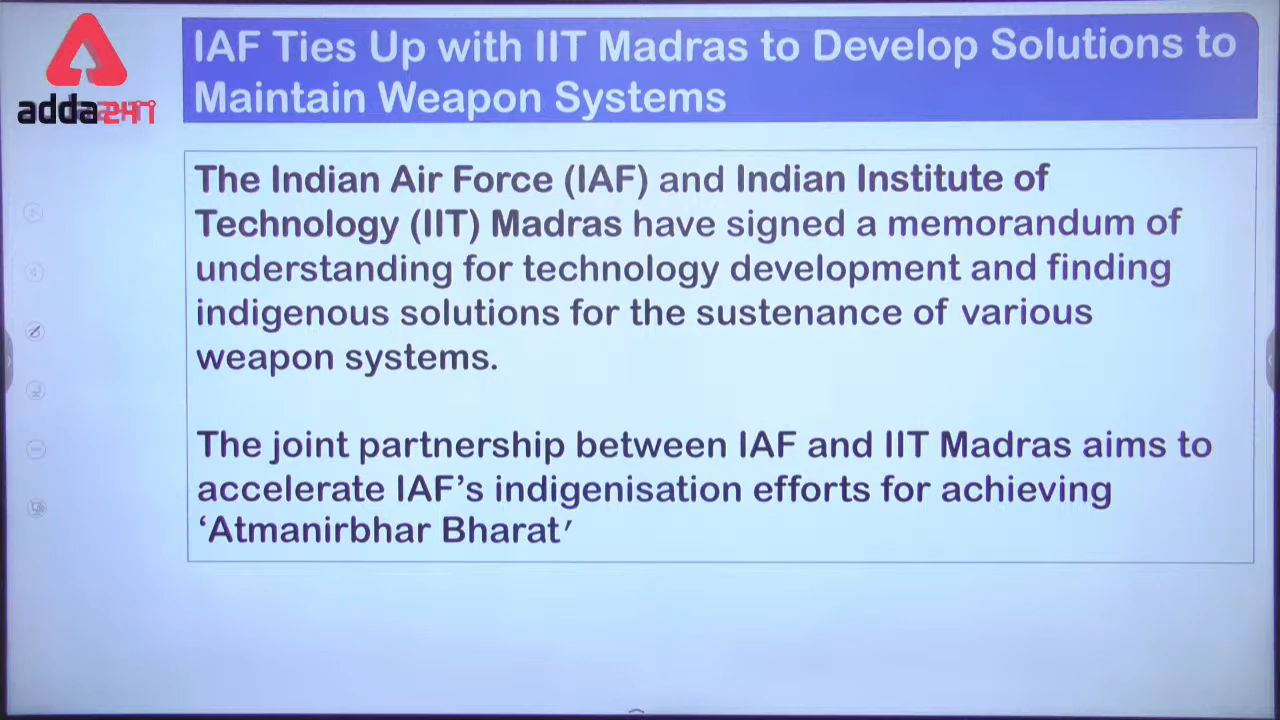 IAF Ties Up with IIT Madras to Develop Solutions to
Maintain Weapon Systems
adda247
The Indian Air Force (IAF) and Indian Institute of
Technology (IIT) Madras have signed a memorandum of
understanding for technology development and finding
indigenous solutions for the sustenance of various
weapon systems.
The joint partnership between IAF and IIT Madras aims to
accelerate IAF’s indigenisation efforts for achieving
‘Atmanirbhar Bharat’